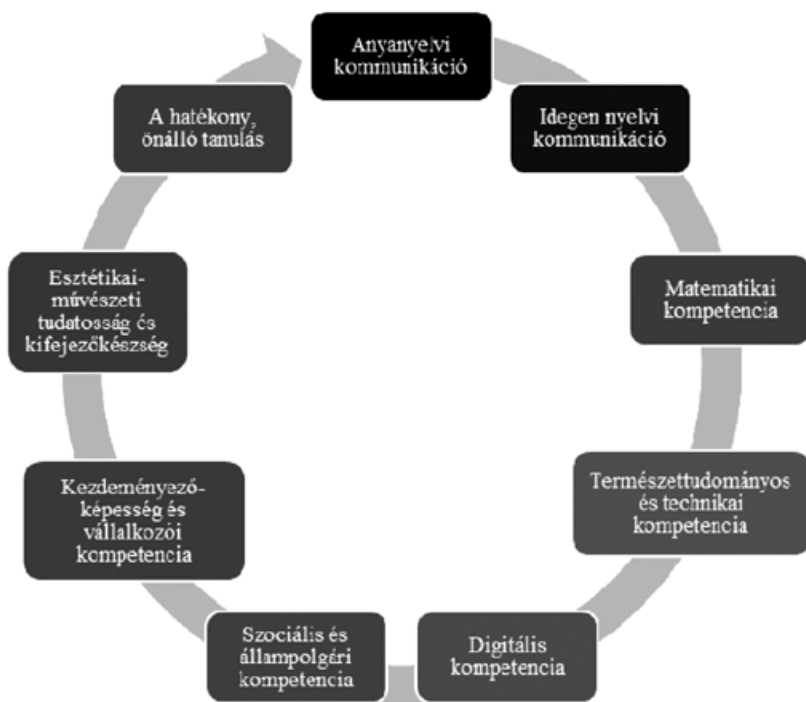 Anyanyelvi
kommunikáció
Idegen nyelvi
kommunikáció
Matematikai
kompetencia
Természettudományos
és technikai
kompetencia
Digitális
kompetencia
Szociális és
állampolgári
kompetencia
Kezdeményező-
képesség és
vállalkozói
kompetencia
Esztétikai-
művészeti
tudatosság és
kifejezőkészség
A hatékony,
önálló tanulás